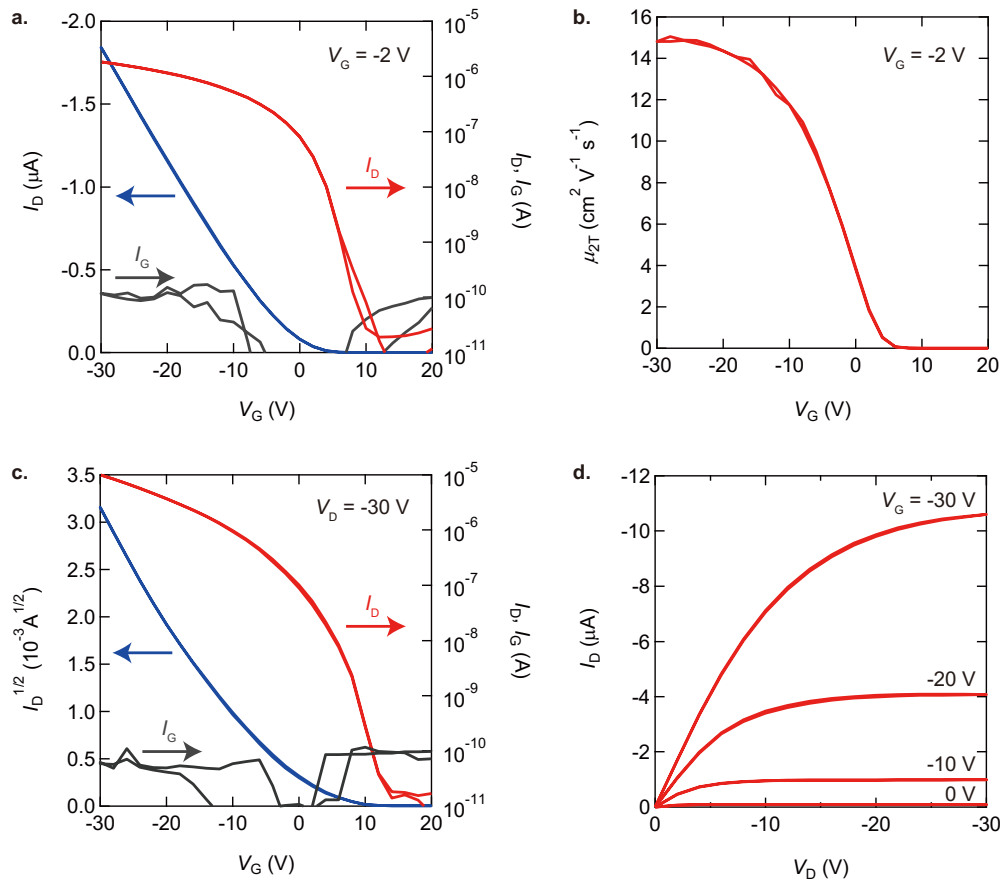 a.
V_G = -2 V
I_D (μA)
-2.0
-1.5
-1.0
-0.5
0.0
I_D
I_G
10^-5
10^-6
10^-7
10^-8
10^-9
10^-10
10^-11
I_D, I_G (A)
-30 -20 -10 0 10 20
V_G (V)
b.
V_G = -2 V
μ_2T (cm^2 V^-1 s^-1)
16
14
12
10
8
6
4
2
0
-30 -20 -10 0 10 20
V_G (V)
c.
V_D = -30 V
I_D^1/2 (10^-3 A^1/2)
3.5
3.0
2.5
2.0
1.5
1.0
0.5
0.0
I_D
I_G
10^-5
10^-6
10^-7
10^-8
10^-9
10^-10
10^-11
I_D, I_G (A)
-30 -20 -10 0 10 20
V_G (V)
d.
V_G = -30 V
-20 V
-10 V
0 V
I_D (μA)
-12
-10
-8
-6
-4
-2
0
0 -10 -20 -30
V_D (V)